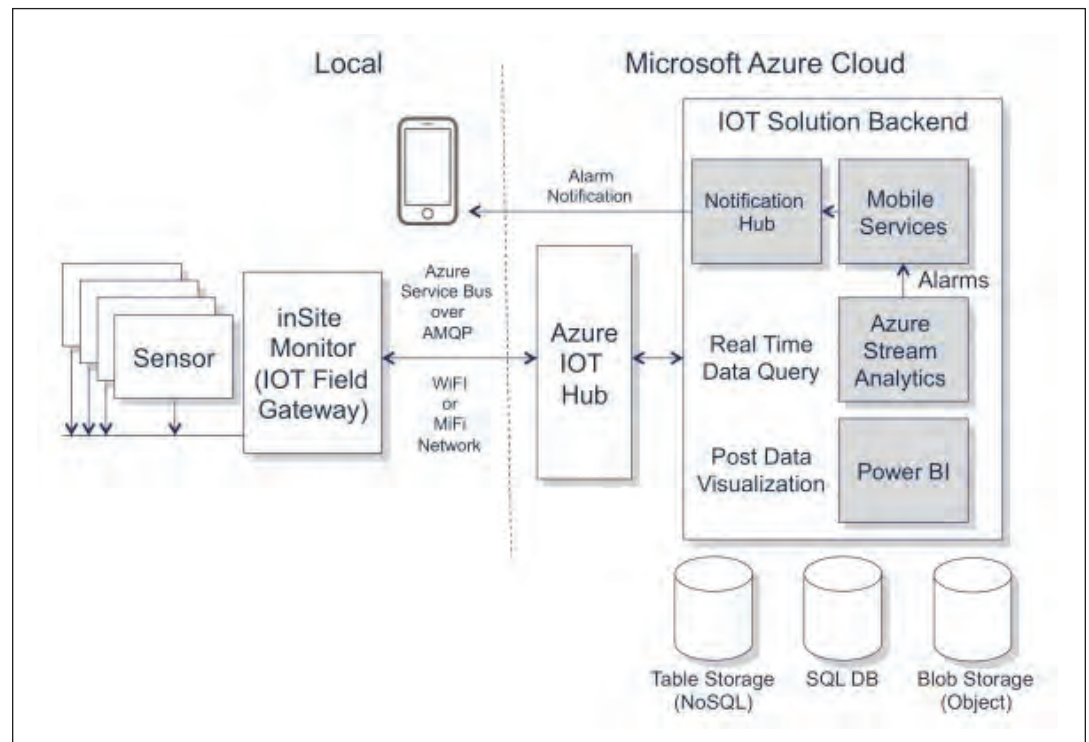 Local
Microsoft Azure Cloud
IOT Solution Backend
Alarm
Notification
Notification
Hub
Mobile
Services
Alarms
Sensor
inSite
Monitor
(IOT Field
Gateway)
Azure
Service Bus
over
AMQP
WiFI
or
MiFi
Network
Azure
IOT
Hub
Real Time
Data Query
Azure
Stream
Analytics
Post Data
Visualization
Power BI
Table Storage
(NoSQL)
SQL DB
Blob Storage
(Object)